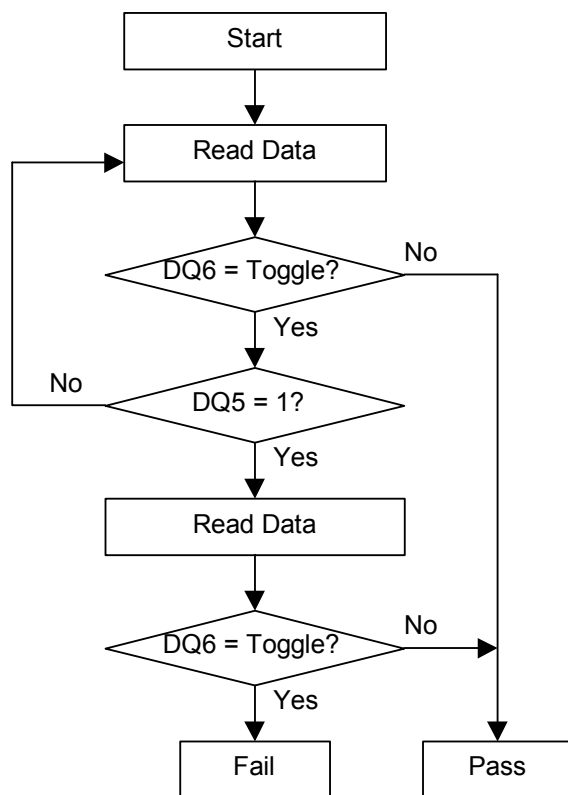 Start
Read Data
DQ6 = Toggle?
No
Yes
No
DQ5 = 1?
Yes
Read Data
DQ6 = Toggle?
No
Yes
Fail
Pass